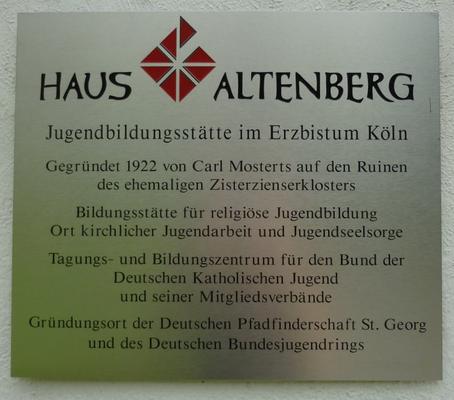 HAUS ALTENBERG
Jugendbildungsstätte im Erzbistum Köln
Gegründet 1922 von Carl Mosterts auf den Ruinen
des ehemaligen Zisterzienserklosters
Bildungsstätte für religiöse Jugendbildung
Ort kirchlicher Jugendarbeit und Jugendseelsorge
Tagungs- und Bildungszentrum für den Bund der
Deutschen Katholischen Jugend
und seiner Mitgliedsverbände
Gründungsort der Deutschen Pfadfinderschaft St. Georg
und des Deutschen Bundesjugendrings